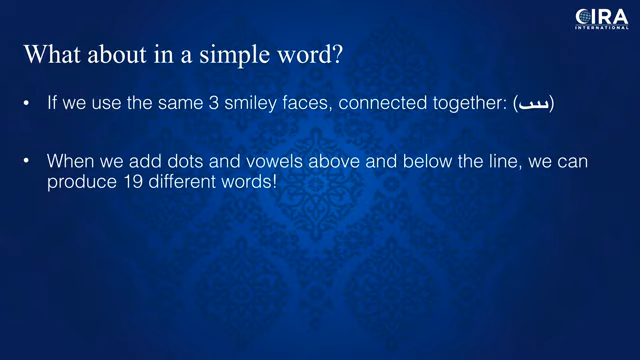 CIRA
INTERNATIONAL
What about in a simple word?
• If we use the same 3 smiley faces, connected together: (ٮٮٮ)
• When we add dots and vowels above and below the line, we can
produce 19 different words!